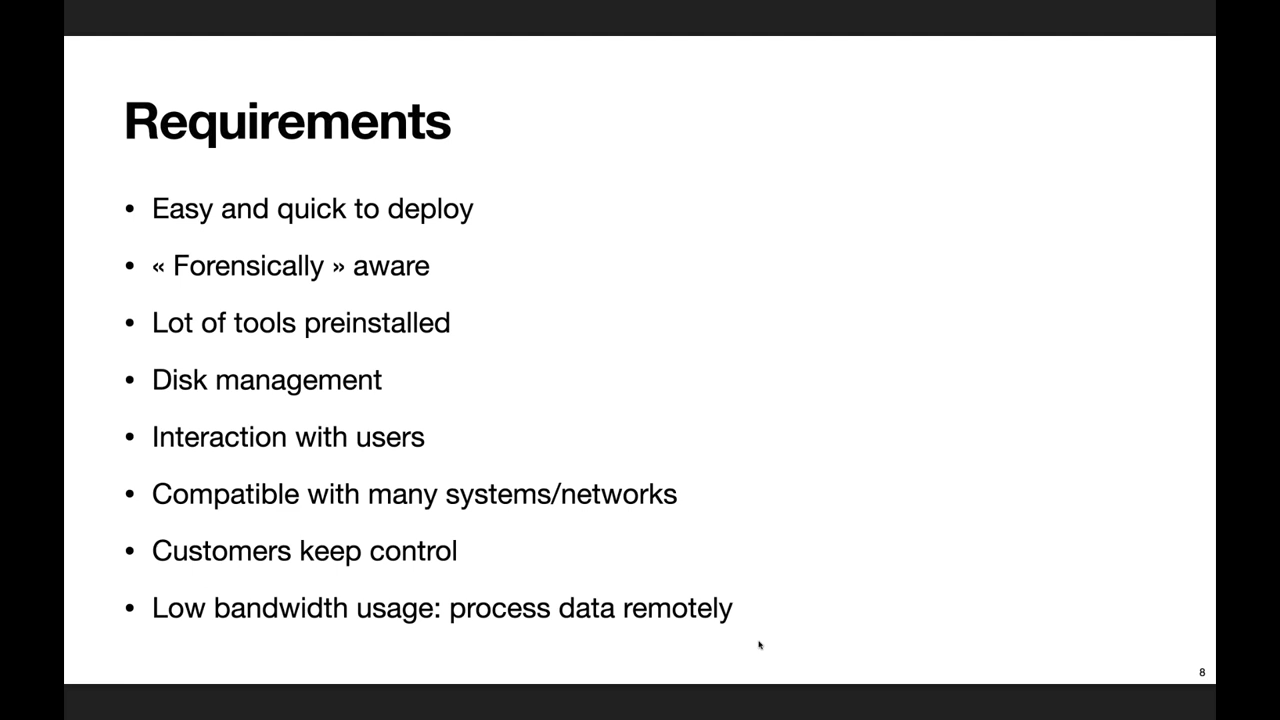 Requirements
• Easy and quick to deploy
• « Forensically » aware
• Lot of tools preinstalled
• Disk management
• Interaction with users
• Compatible with many systems/networks
• Customers keep control
• Low bandwidth usage: process data remotely
8